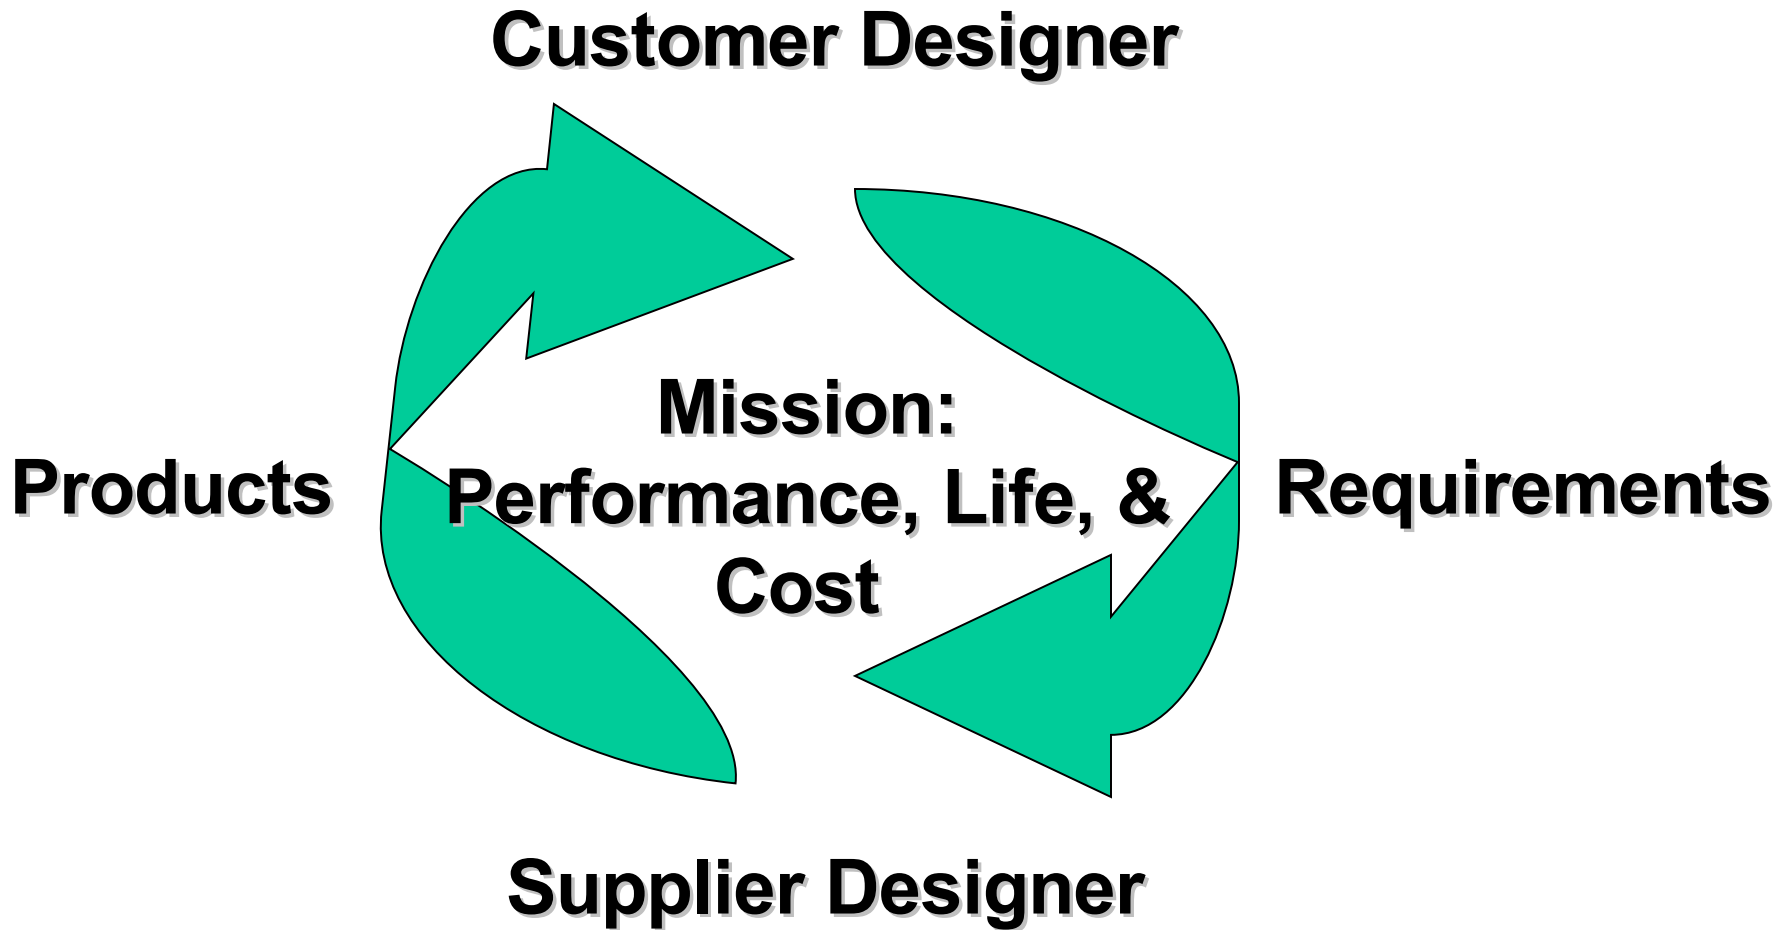 Customer Designer
Mission:
Performance, Life, &
Cost
Products
Requirements
Supplier Designer